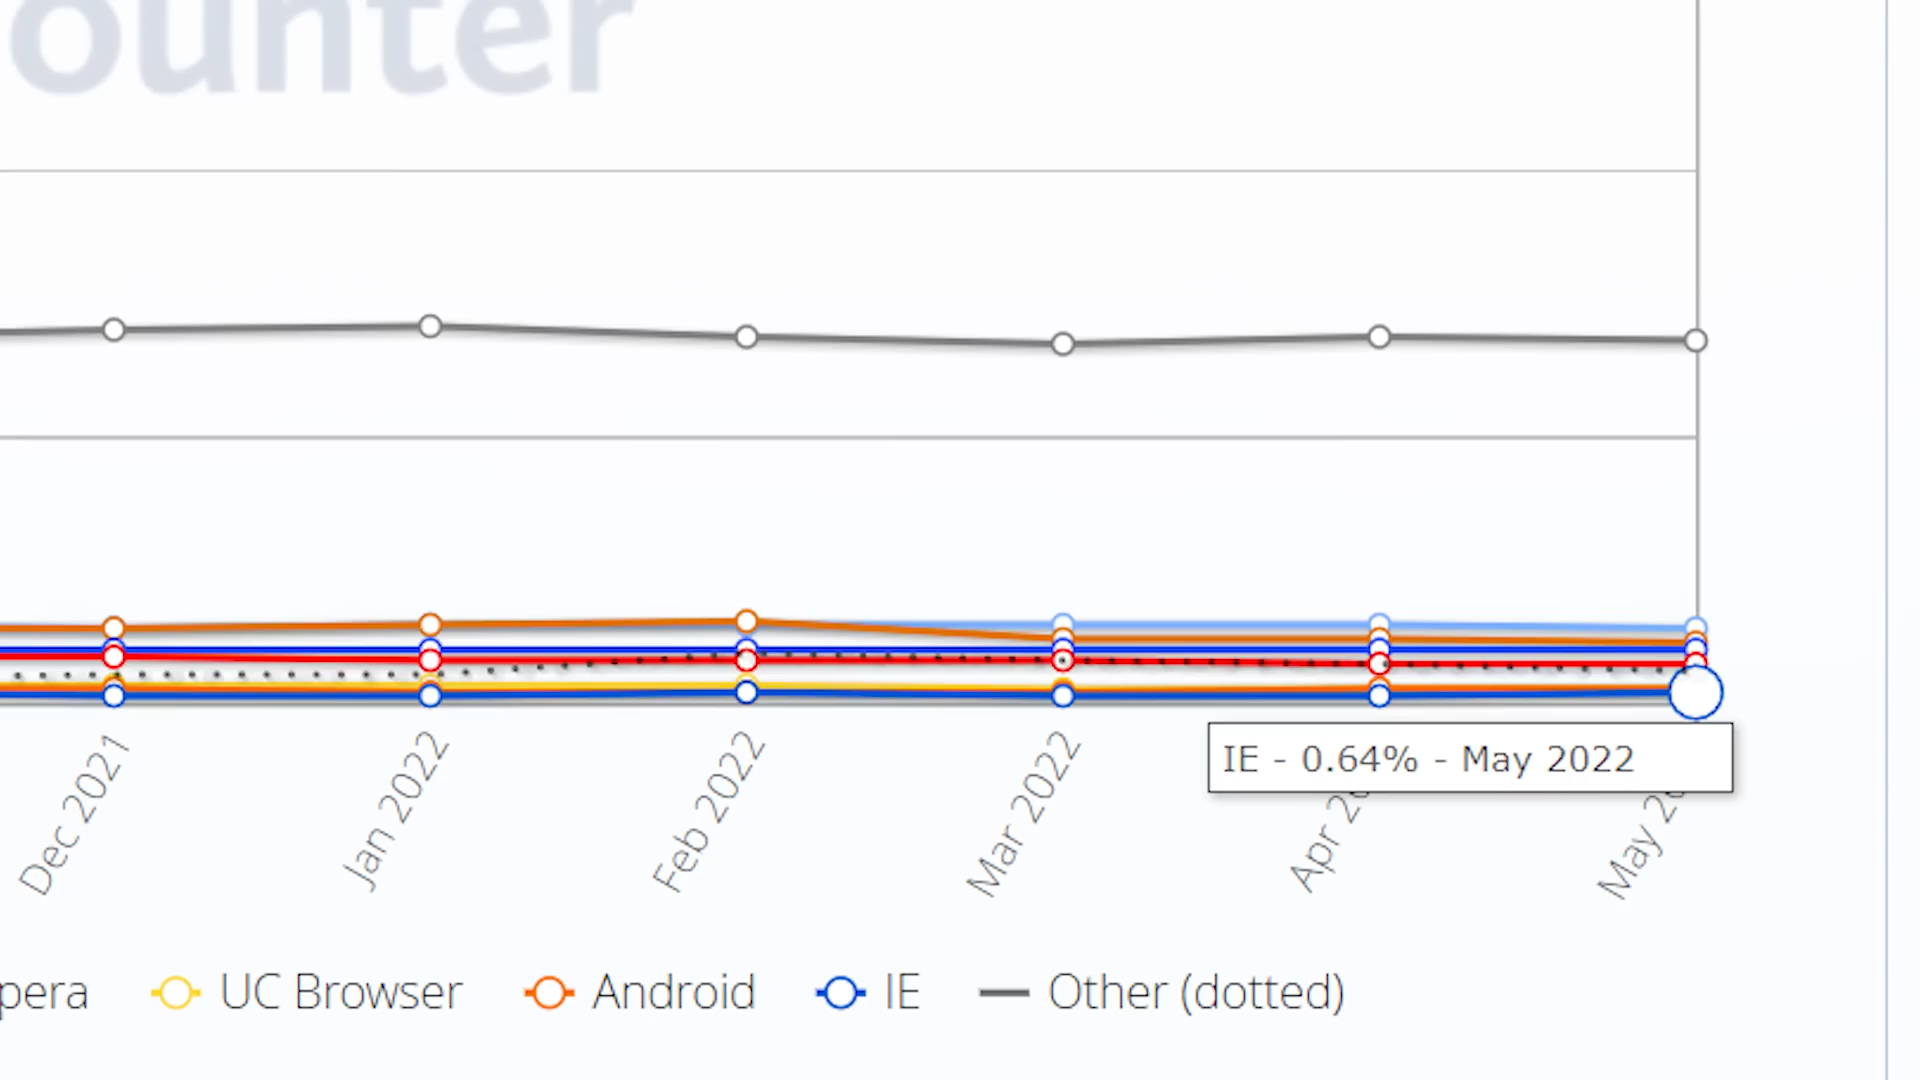 ounter
IE - 0.64% - May 2022
Dec 2021
Jan 2022
Feb 2022
Mar 2022
Apr 20
May 20
pera
UC Browser
Android
IE
Other (dotted)